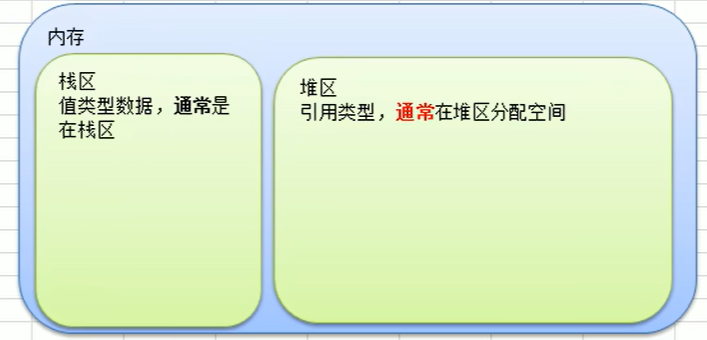 内存
栈区
值类型数据，通常是
在栈区
堆区
引用类型，通常在堆区分配空间